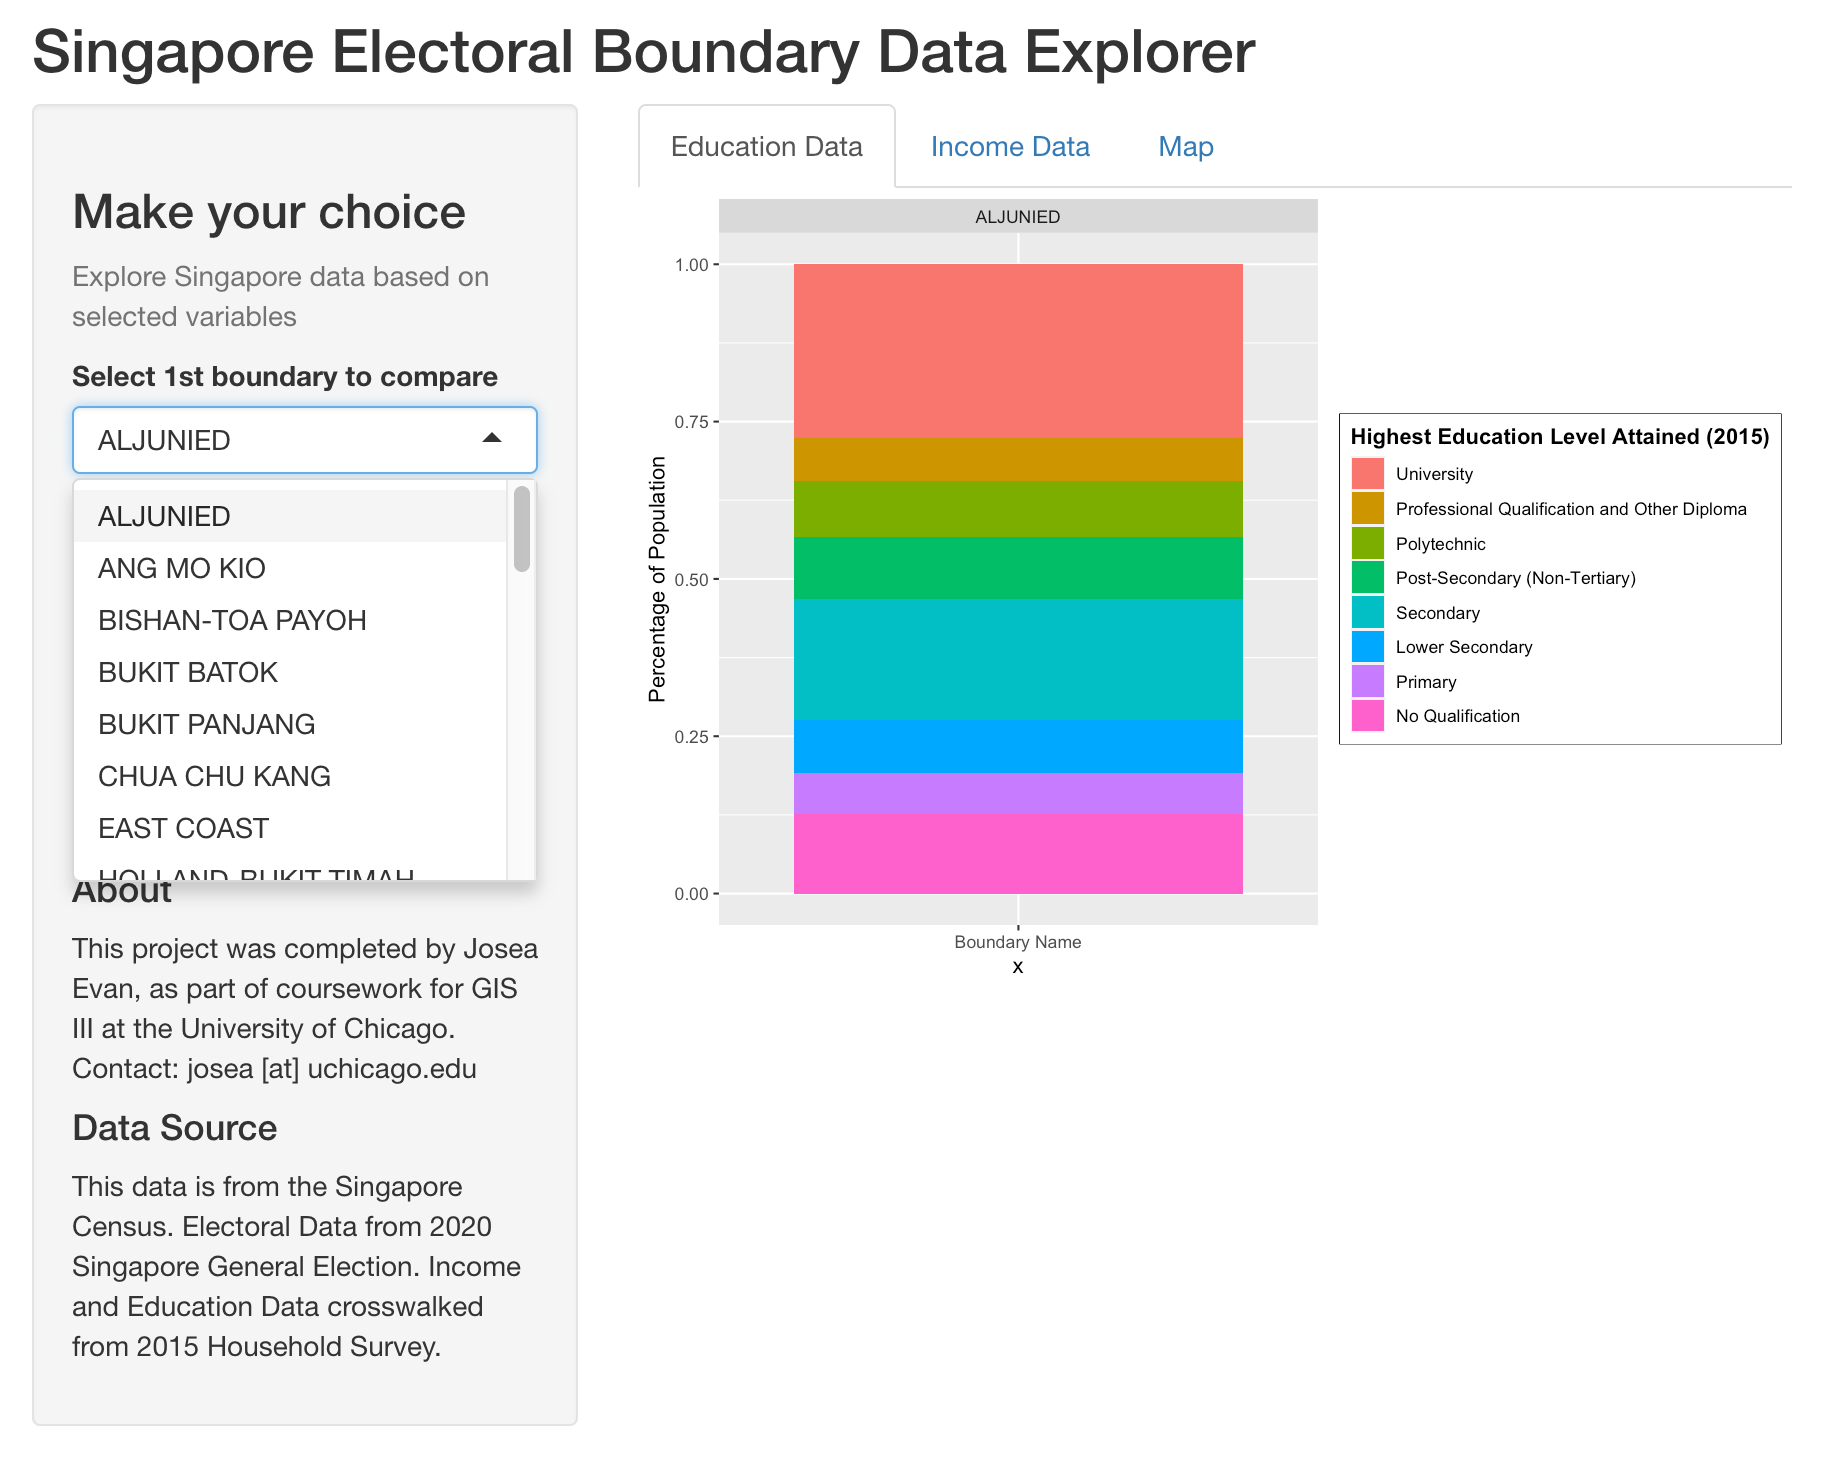 Singapore Electoral Boundary Data Explorer
Make your choice
Explore Singapore data based on
selected variables
Select 1st boundary to compare
ALJUNIED
ALJUNIED
ANG MO KIO
BISHAN-TOA PAYOH
BUKIT BATOK
BUKIT PANJANG
CHUA CHU KANG
EAST COAST
HOLLAND-BUKIT TIMAH
About
This project was completed by Josea
Evan, as part of coursework for GIS
III at the University of Chicago.
Contact: josea [at] uchicago.edu
Data Source
This data is from the Singapore
Census. Electoral Data from 2020
Singapore General Election. Income
and Education Data crosswalked
from 2015 Household Survey.
Education Data
Income Data
Map
ALJUNIED
Percentage of Population
1.00
0.75
0.50
0.25
0.00
Boundary Name
x
Highest Education Level Attained (2015)
University
Professional Qualification and Other Diploma
Polytechnic
Post-Secondary (Non-Tertiary)
Secondary
Lower Secondary
Primary
No Qualification